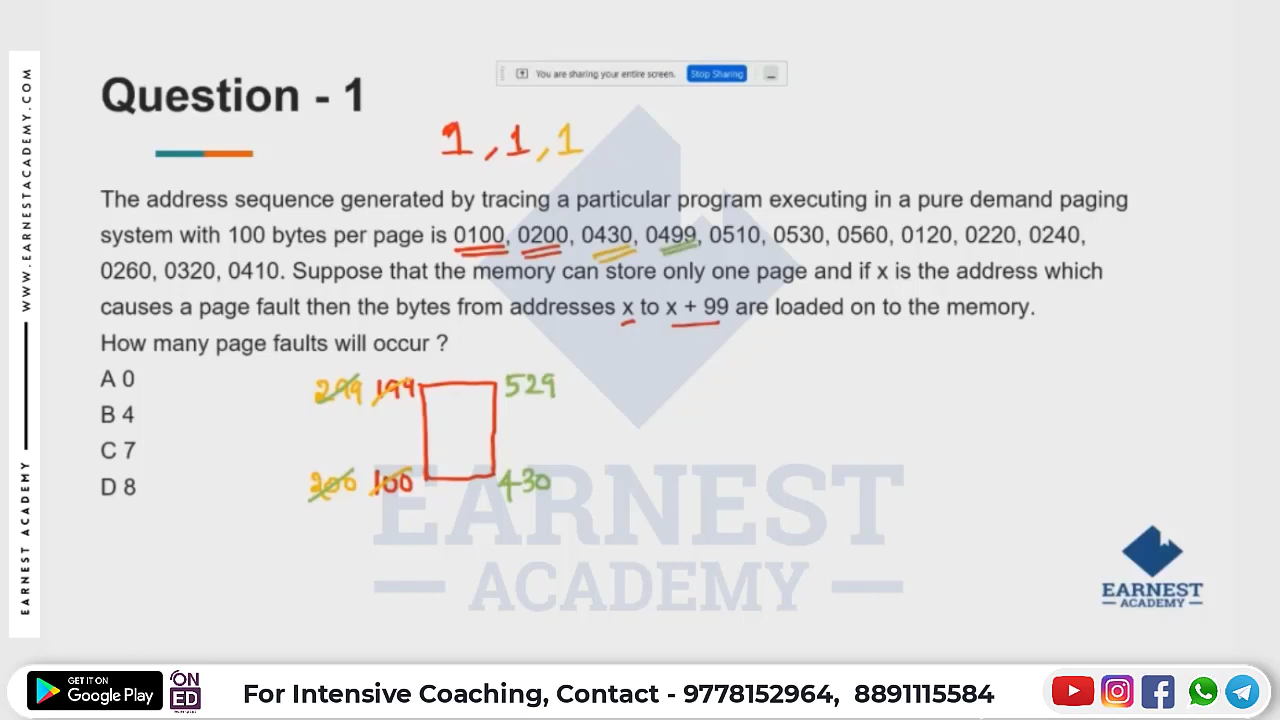 WWW.EARNESTACADEMY.COM
EARNEST ACADEMY
You are sharing your entire screen. Stop Sharing
Question - 1
1 , 1 , 1
The address sequence generated by tracing a particular program executing in a pure demand paging
system with 100 bytes per page is 0100, 0200, 0430, 0499, 0510, 0530, 0560, 0120, 0220, 0240,
0260, 0320, 0410. Suppose that the memory can store only one page and if x is the address which
causes a page fault then the bytes from addresses x to x + 99 are loaded on to the memory.
How many page faults will occur ?
A 0
B 4
C 7
D 8
299 199 529
200 100 430
EARNEST
ACADEMY
EARNEST
ACADEMY
GET IT ON
Google Play
ON
ED
For Intensive Coaching, Contact - 9778152964, 8891115584